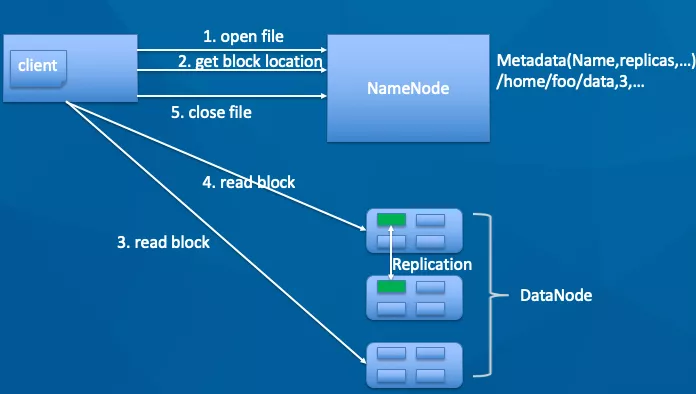 1. open file
client
2. get block location
NameNode
Metadata(Name,replicas,...)
/home/foo/data,3,...
5. close file
4. read block
3. read block
Replication
DataNode